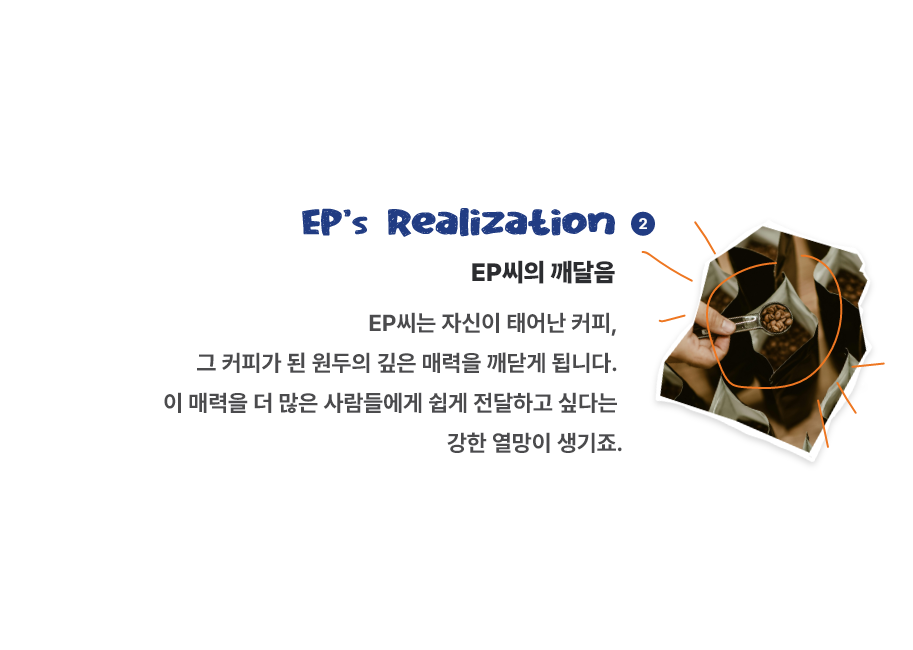 EP's Realization 2
EP씨의 깨달음
EP씨는 자신이 태어난 커피,
그 커피가 된 원두의 깊은 매력을 깨닫게 됩니다.
이 매력을 더 많은 사람들에게 쉽게 전달하고 싶다는
강한 열망이 생기죠.